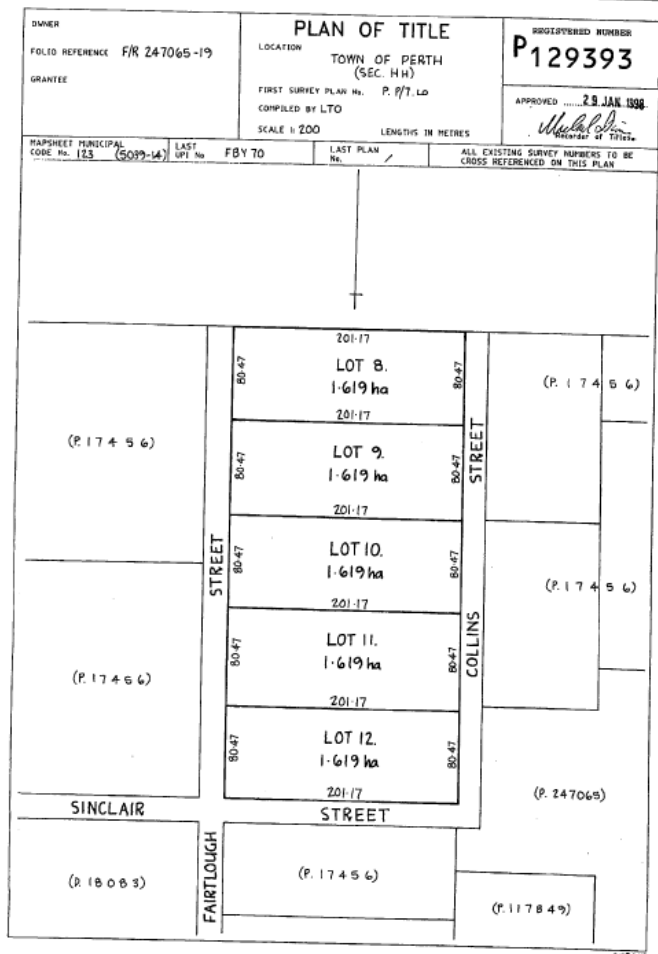 OWNER
FOLIO REFERENCE F/R 247065-19
GRANTEE
PLAN OF TITLE
LOCATION
TOWN OF PERTH
(SEC. HH)
FIRST SURVEY PLAN No. P. P/7. LO
COMPILED BY LTO
SCALE 1: 200 LENGTHS IN METRES
REGISTERED NUMBER
P129393
APPROVED 29 JAN 1998
Recorder of Titles
MAPSHEET MUNICIPAL CODE No. 123 (5039-14)
LAST UPI No FBY 70
LAST PLAN No. /
ALL EXISTING SURVEY NUMBERS TO BE
CROSS REFERENCED ON THIS PLAN
201·17
80·47
LOT 8.
80·47
1·619 ha
(P. 17456)
201·17
(P. 17456)
80·47
LOT 9.
80·47
1·619 ha
STREET
201·17
STREET
80·47
LOT 10.
80·47
1·619 ha
(P. 17456)
201·17
80·47
LOT 11.
80·47
1·619 ha
COLLINS
(P. 17456)
201·17
80·47
LOT 12.
80·47
1·619 ha
201·17
(P. 247065)
SINCLAIR STREET
FAIRTLOUGH
(D. 18083)
(P. 17456)
(P. 117849)